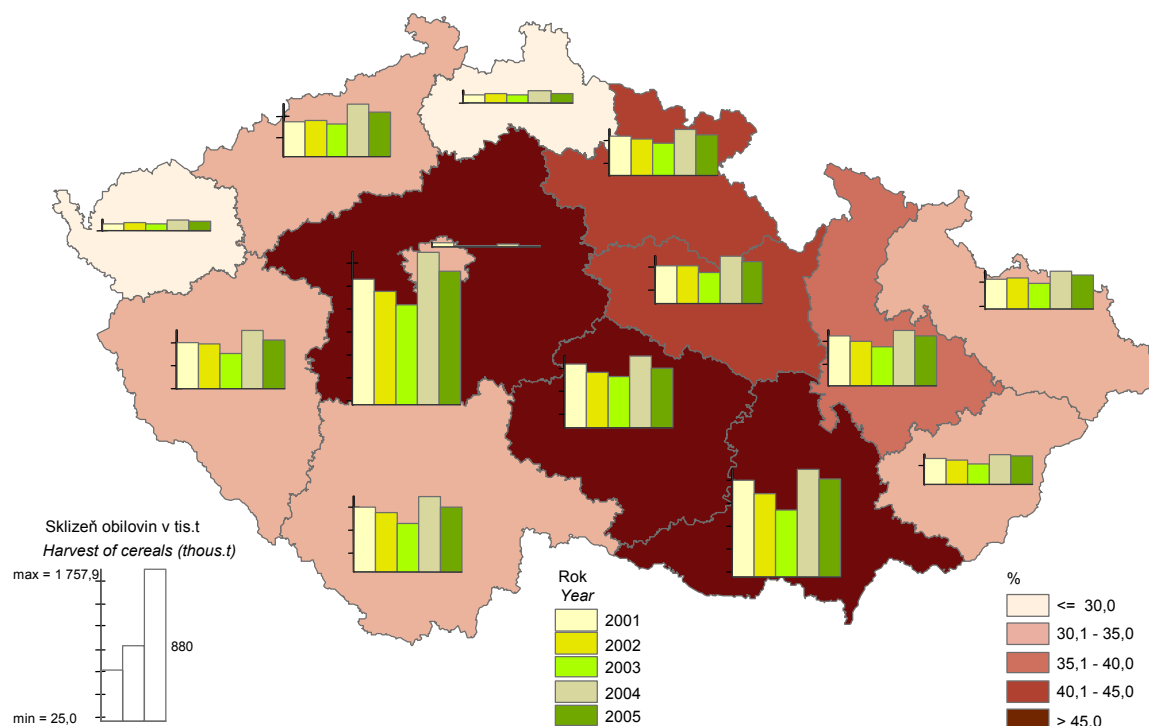 Sklizeň obilovin v tis.t
Harvest of cereals (thous.t)
max = 1 757,9
880
min = 25,0
Rok
Year
2001
2002
2003
2004
2005
%
<= 30,0
30,1 - 35,0
35,1 - 40,0
40,1 - 45,0
> 45,0